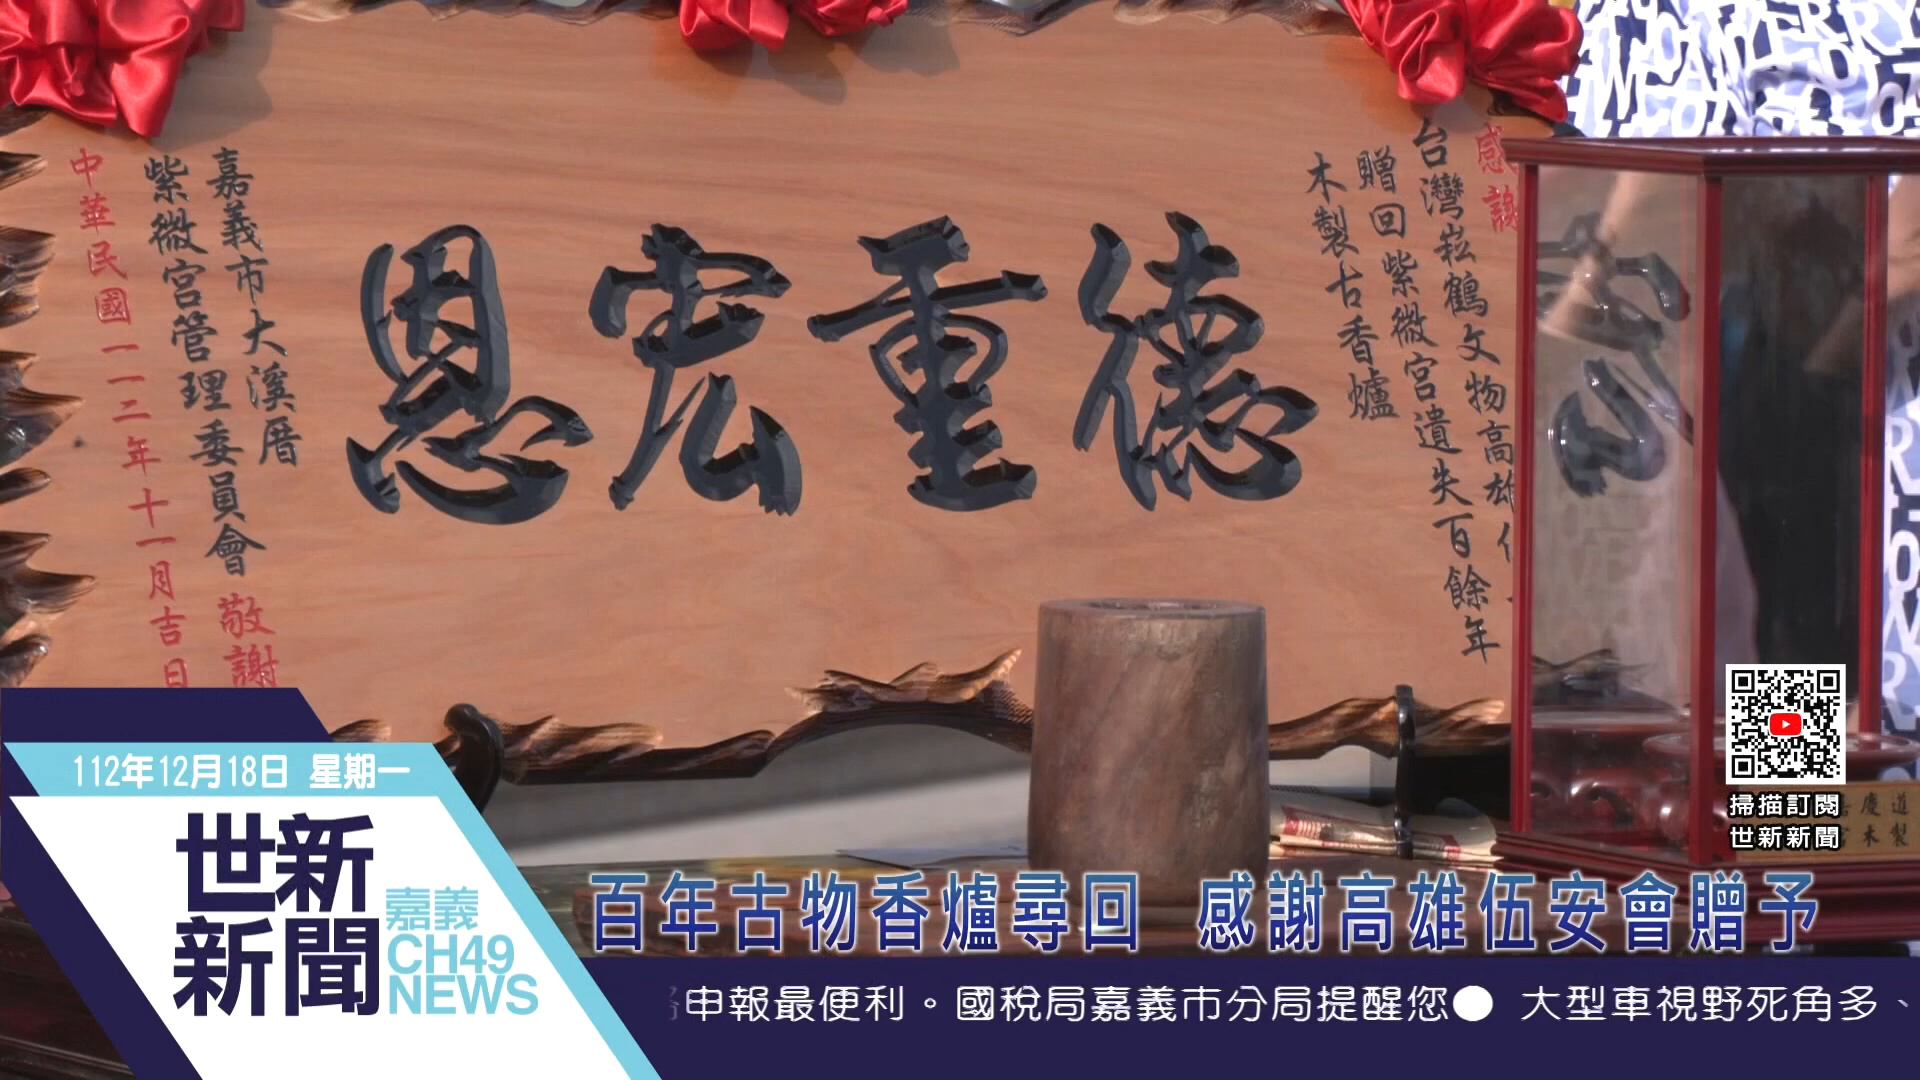 感謝
台灣崧鶴文物高雄伍
贈回紫微宮遺失百餘年
木製古香爐
德重宏恩
嘉義市大溪厝
紫微宮管理委員會 敬謝
中華民國一一二年十一月吉日
掃描訂閱
世新新聞
慶道
木製
112年12月18日 星期一
世新
新聞
嘉義
CH49
NEWS
百年古物香爐尋回 感謝高雄伍安會贈予
申報最便利。國稅局嘉義市分局提醒您● 大型車視野死角多、